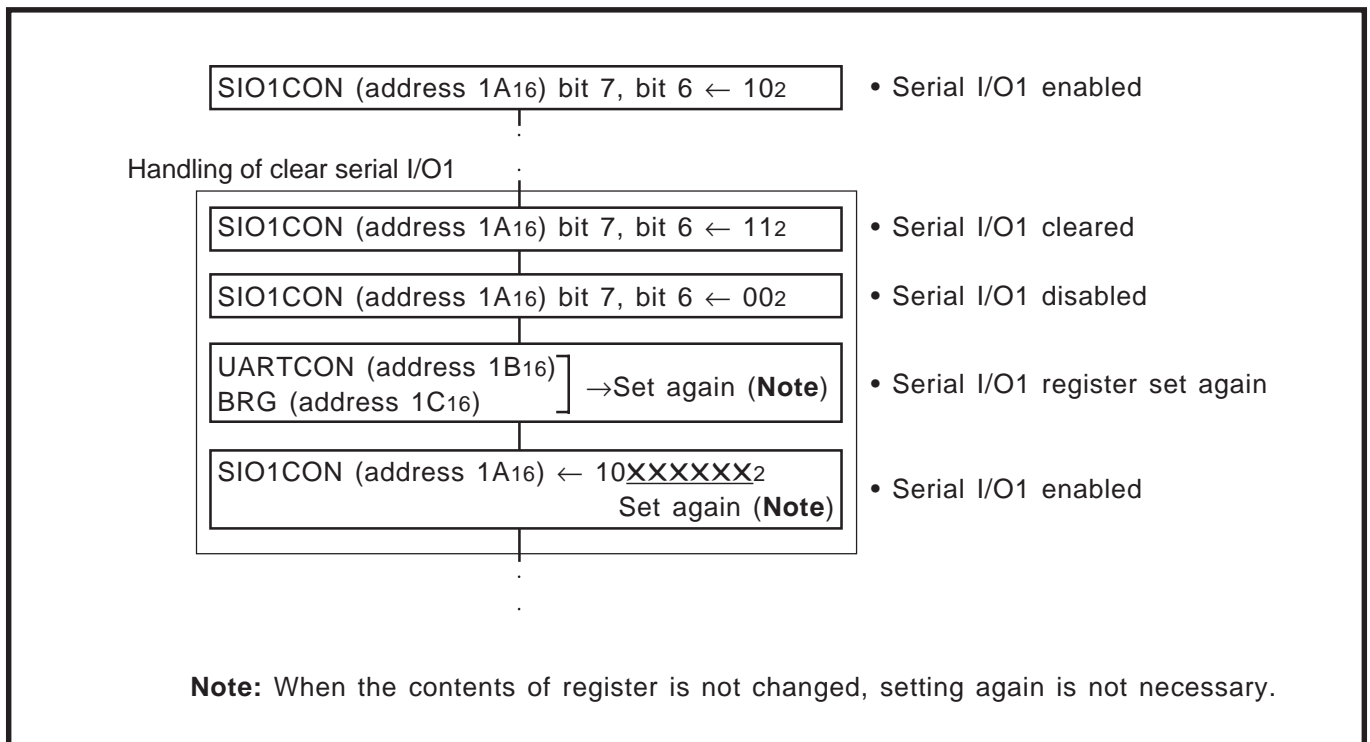 SIO1CON (address 1A16) bit 7, bit 6 ← 102 • Serial I/O1 enabled
Handling of clear serial I/O1
SIO1CON (address 1A16) bit 7, bit 6 ← 112 • Serial I/O1 cleared
SIO1CON (address 1A16) bit 7, bit 6 ← 002 • Serial I/O1 disabled
UARTCON (address 1B16)
BRG (address 1C16)
→Set again (Note) • Serial I/O1 register set again
SIO1CON (address 1A16) ← 10XXXXXX2
Set again (Note)
• Serial I/O1 enabled
Note: When the contents of register is not changed, setting again is not necessary.